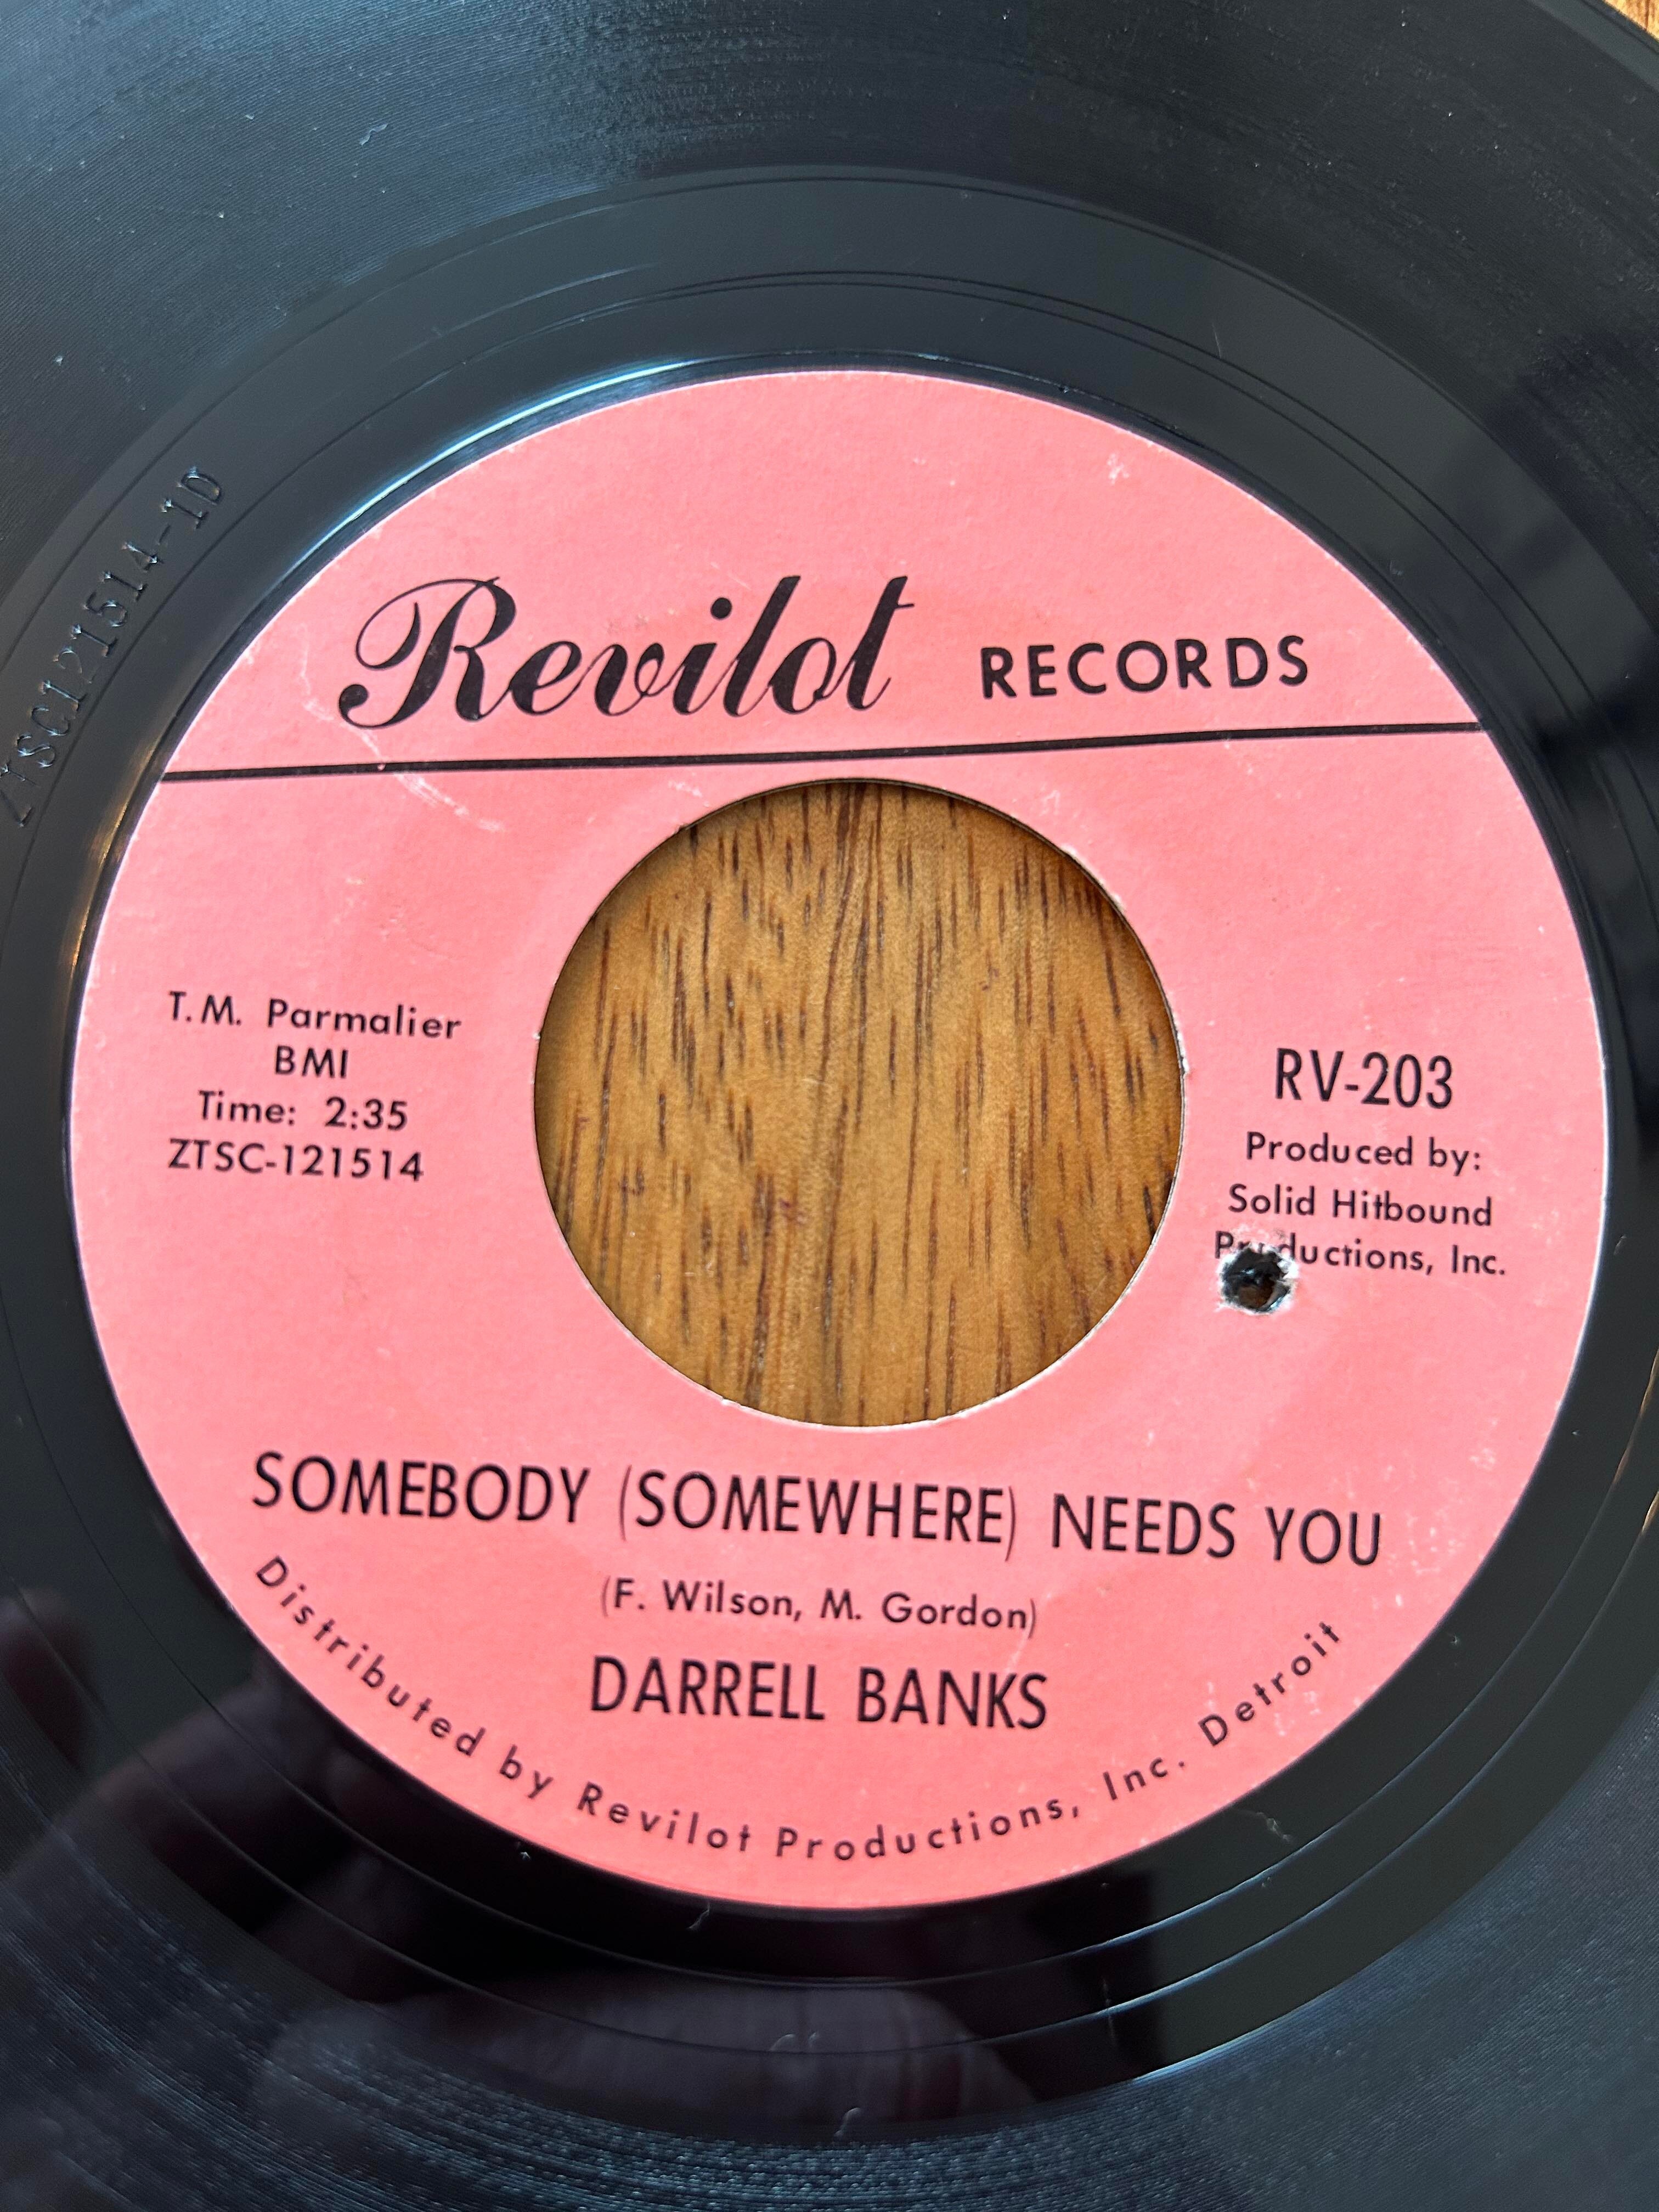 Revilot RECORDS
ZTSC121514-1D
T.M. Parmalier
BMI
Time: 2:35
ZTSC-121514
RV-203
Produced by:
Solid Hitbound
Productions, Inc.
SOMEBODY (SOMEWHERE) NEEDS YOU
(F. Wilson, M. Gordon)
DARRELL BANKS
Distributed by Revilot Productions, Inc. Detroit